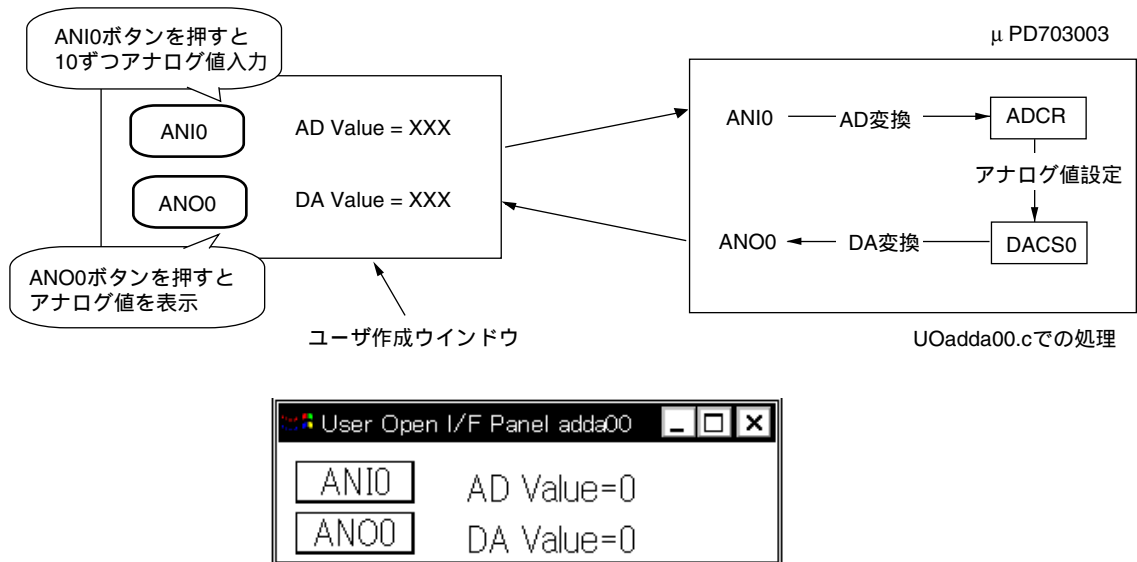 ANI0ボタンを押すと
10ずつアナログ値入力
μ PD703003
ANI0
AD Value = XXX
ANO0
DA Value = XXX
ANO0ボタンを押すと
アナログ値を表示
ユーザ作成ウインドウ
ANI0
AD変換
ADCR
アナログ値設定
ANO0
DA変換
DACS0
UOadda00.cでの処理
User Open I/F Panel adda00
ANI0
AD Value=0
ANO0
DA Value=0